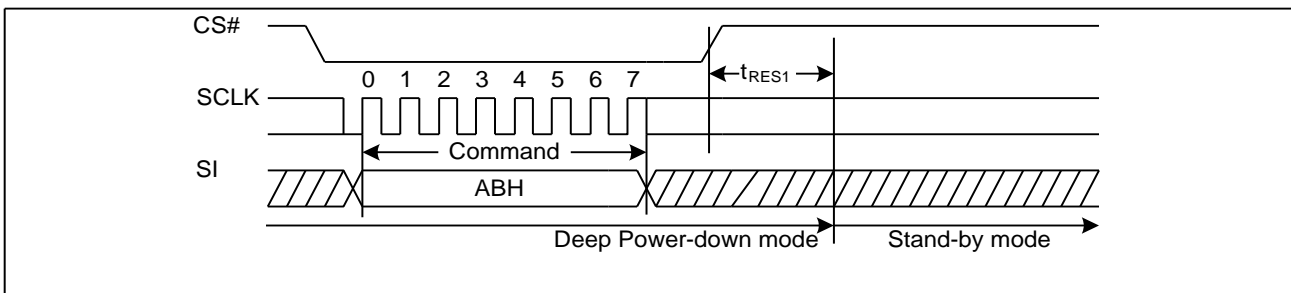 CS#
tRES1
0 1 2 3 4 5 6 7
SCLK
Command
SI
ABH
Deep Power-down mode Stand-by mode